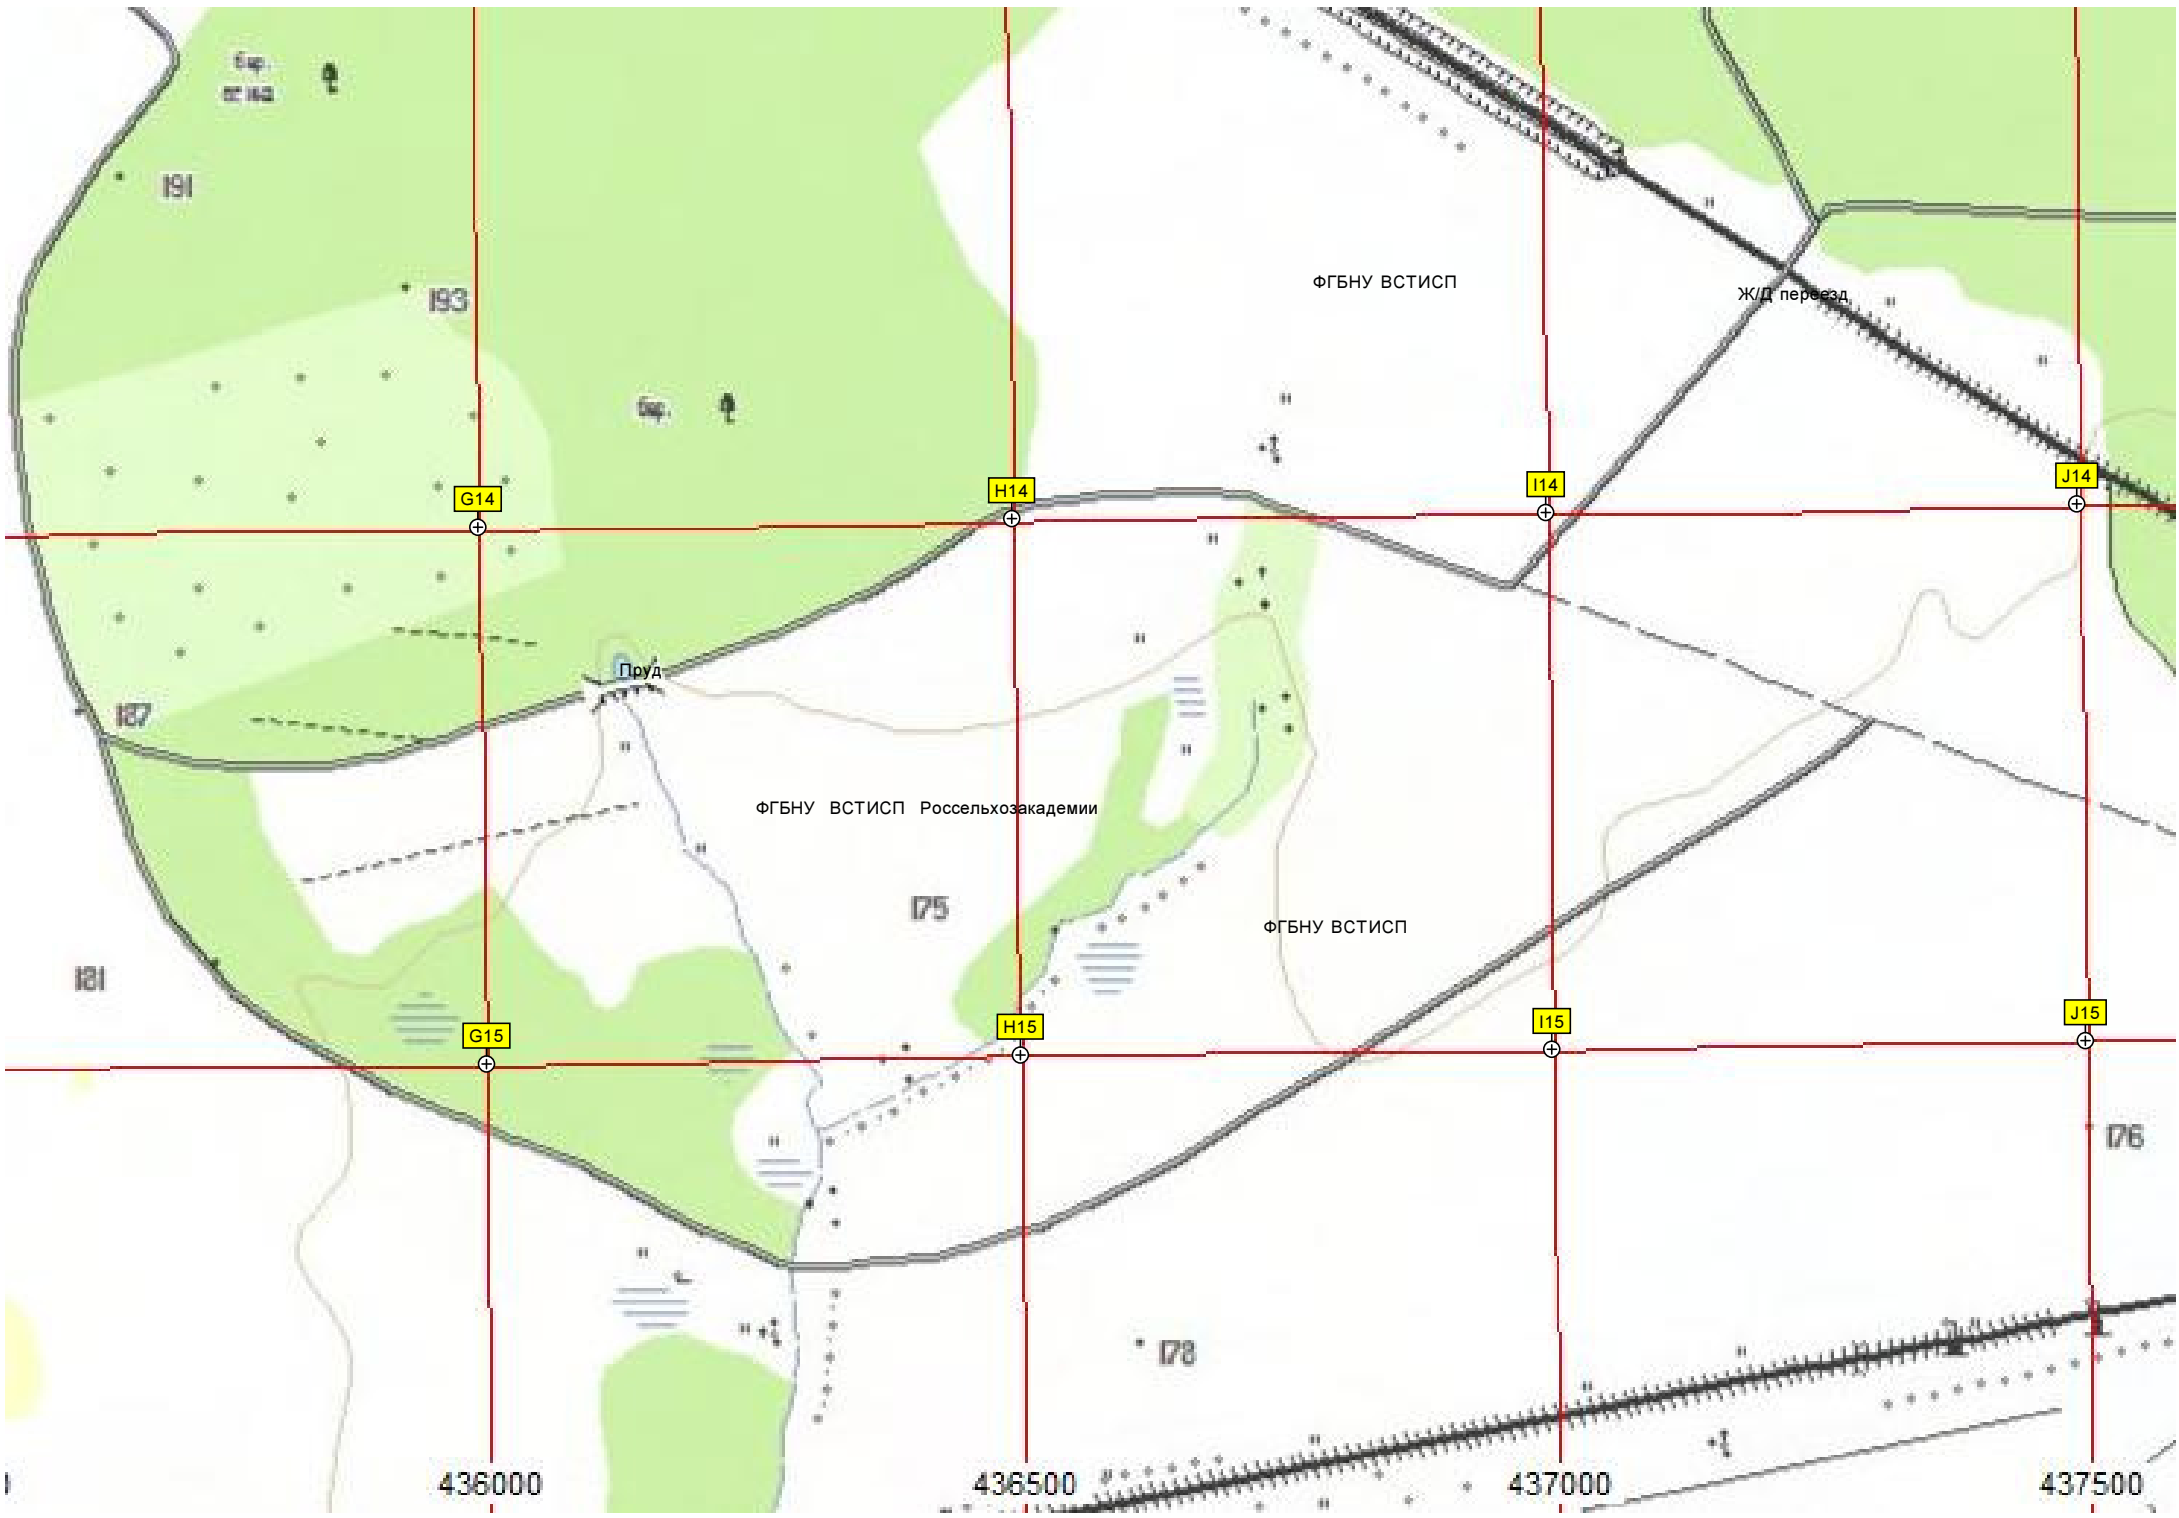 бер.
191
193
ФГБНУ ВСТИСП
Ж/Д переезд
бер.
G14
H14
I14
J14
Пруд
187
ФГБНУ ВСТИСП Россельхозакадемии
175
ФГБНУ ВСТИСП
181
G15
H15
I15
J15
176
178
436000
436500
437000
437500